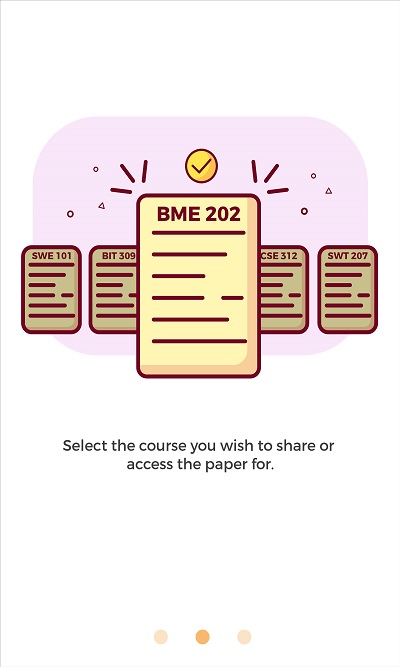 BME 202
SWE 101
BIT 309
CSE 312
SWT 207
Select the course you wish to share or
access the paper for.